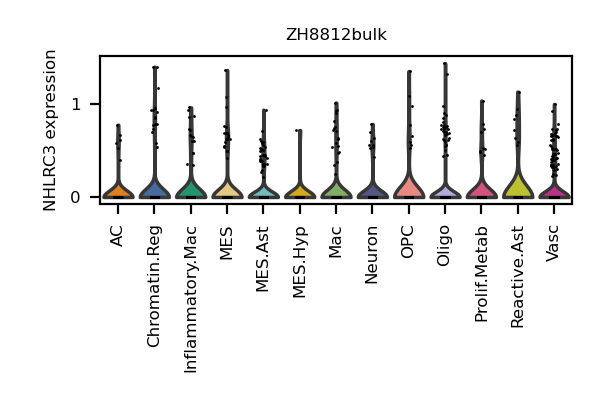 ZH8812bulk
NHLRC3 expression
1
0
AC
Chromatin.Reg
Inflammatory.Mac
MES
MES.Ast
MES.Hyp
Mac
Neuron
OPC
Oligo
Prolif.Metab
Reactive.Ast
Vasc